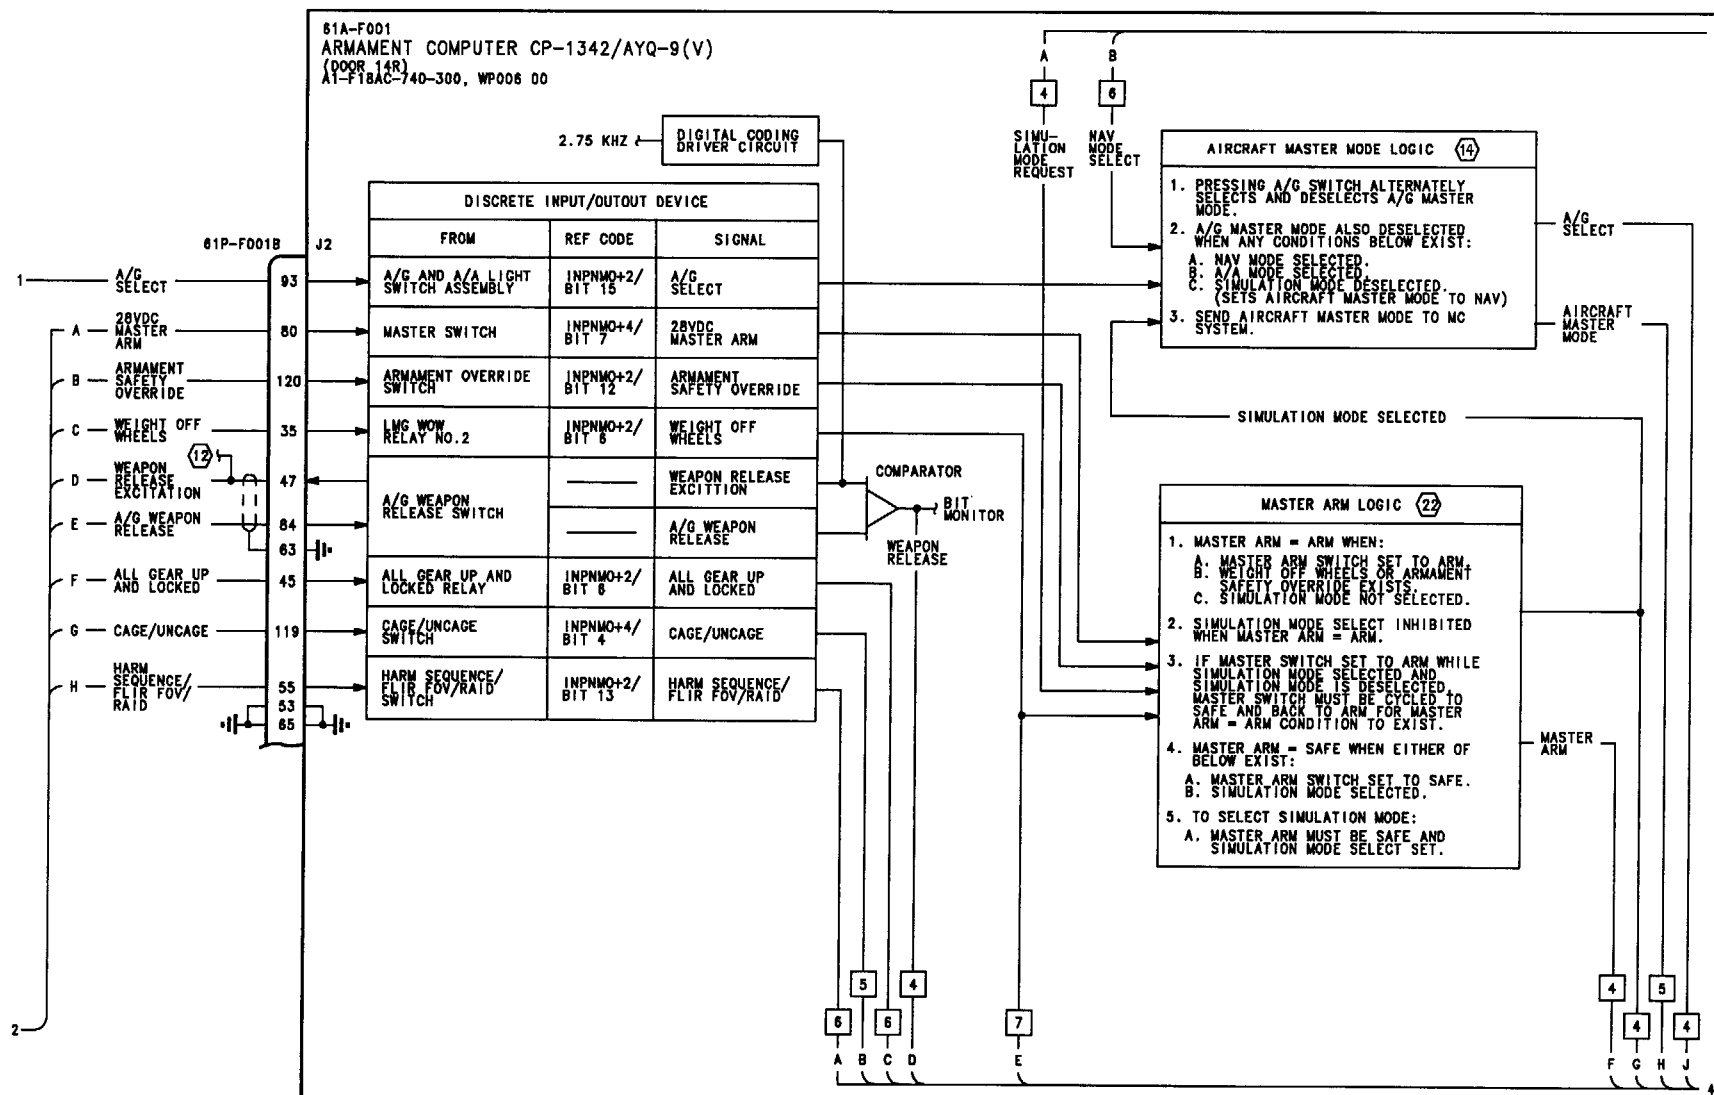 61A-F001
ARMAMENT COMPUTER CP-1342/AYQ-9(V)
(DOOR 14R)
A1-F18AC-740-300, WP006 00
A
B
4
6
SIMU-
LATION
MODE
REQUEST
NAV
MODE
SELECT
2.75 KHZ
DIGITAL CODING
DRIVER CIRCUIT
DISCRETE INPUT/OUTOUT DEVICE
FROM
REF CODE
SIGNAL
61P-F001B
J2
1
A/G
SELECT
93
A/G AND A/A LIGHT
SWITCH ASSEMBLY
INPNMO+2/
BIT 15
A/G
SELECT
A
28VDC
MASTER
ARM
80
MASTER SWITCH
INPNMO+4/
BIT 7
28VDC
MASTER ARM
B
ARMAMENT
SAFETY
OVERRIDE
120
ARMAMENT OVERRIDE
SWITCH
INPNMO+2/
BIT 12
ARMAMENT
SAFETY OVERRIDE
C
WEIGHT OFF
WHEELS
35
LMG WOW
RELAY NO.2
INPNMO+2/
BIT 6
WEIGHT OFF
WHEELS
12
D
WEAPON
RELEASE
EXCITATION
47
A/G WEAPON
RELEASE SWITCH
WEAPON RELEASE
EXCITTION
E
A/G WEAPON
RELEASE
84
A/G WEAPON
RELEASE
63
F
ALL GEAR UP
AND LOCKED
45
ALL GEAR UP AND
LOCKED RELAY
INPNMO+2/
BIT 6
ALL GEAR UP
AND LOCKED
G
CAGE/UNCAGE
119
CAGE/UNCAGE
SWITCH
INPNMO+4/
BIT 4
CAGE/UNCAGE
H
HARM
SEQUENCE/
FLIR FOV/
RAID
55
HARM SEQUENCE/
FLIR FOV/RAID
SWITCH
INPNMO+2/
BIT 13
HARM SEQUENCE/
FLIR FOV/RAID
53
65
2
COMPARATOR
BIT
MONITOR
WEAPON
RELEASE
AIRCRAFT MASTER MODE LOGIC 14
1. PRESSING A/G SWITCH ALTERNATELY
SELECTS AND DESELECTS A/G MASTER
MODE.
2. A/G MASTER MODE ALSO DESELECTED
WHEN ANY CONDITIONS BELOW EXIST:
A. NAV MODE SELECTED.
B. A/A MODE SELECTED.
C. SIMULATION MODE DESELECTED.
(SETS AIRCRAFT MASTER MODE TO NAV)
3. SEND AIRCRAFT MASTER MODE TO MC
SYSTEM.
A/G
SELECT
AIRCRAFT
MASTER
MODE
SIMULATION MODE SELECTED
MASTER ARM LOGIC 22
1. MASTER ARM = ARM WHEN:
A. MASTER ARM SWITCH SET TO ARM.
B. WEIGHT OFF WHEELS OR ARMAMENT
SAFETY OVERRIDE EXISTS.
C. SIMULATION MODE NOT SELECTED.
2. SIMULATION MODE SELECT INHIBITED
WHEN MASTER ARM = ARM.
3. IF MASTER SWITCH SET TO ARM WHILE
SIMULATION MODE SELECTED AND
SIMULATION MODE IS DESELECTED,
MASTER SWITCH MUST BE CYCLED TO
SAFE AND BACK TO ARM FOR MASTER
ARM = ARM CONDITION TO EXIST.
4. MASTER ARM = SAFE WHEN EITHER OF
BELOW EXIST:
A. MASTER ARM SWITCH SET TO SAFE.
B. SIMULATION MODE SELECTED.
5. TO SELECT SIMULATION MODE:
A. MASTER ARM MUST BE SAFE AND
SIMULATION MODE SELECT SET.
MASTER
ARM
6
5
6
4
7
4
4
5
4
A
B
C
D
E
F
G
H
J
4